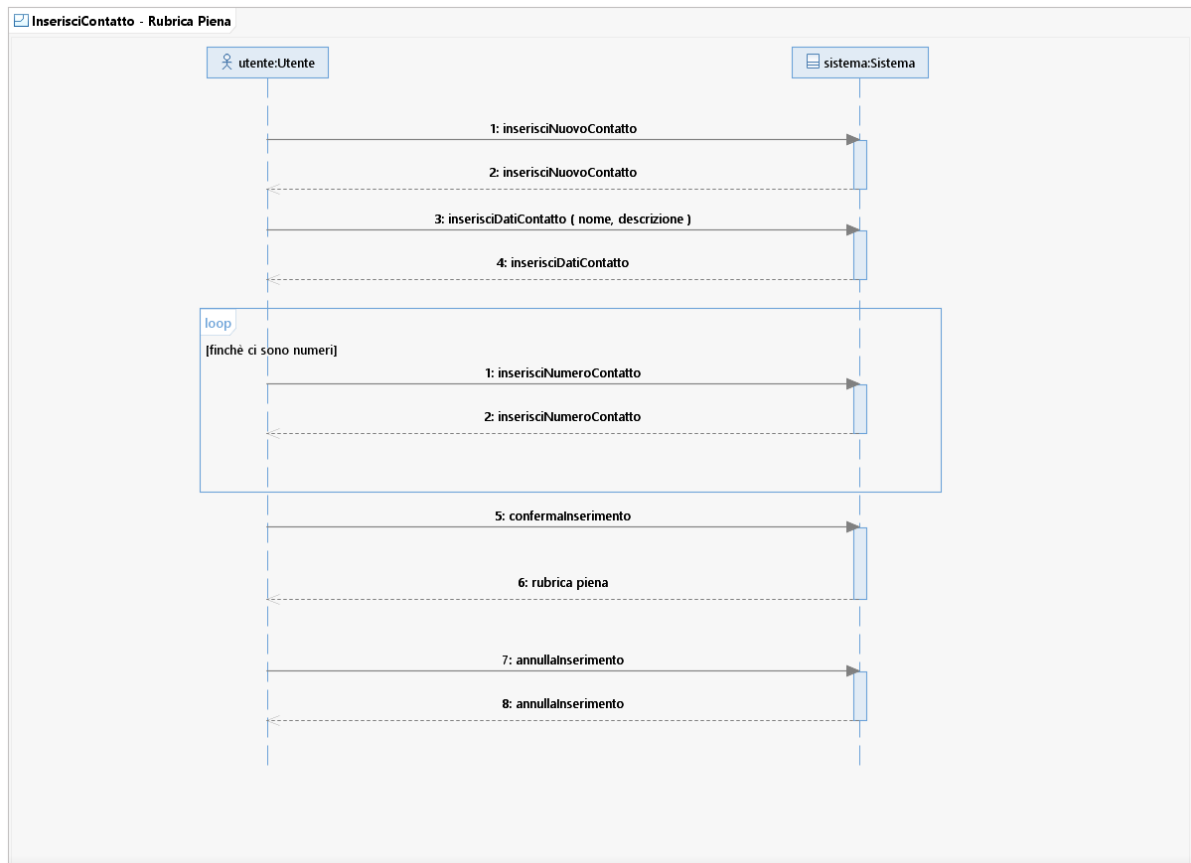 InserisciContatto - Rubrica Piena
utente:Utente
sistema:Sistema
1: inserisciNuovoContatto
2: inserisciNuovoContatto
3: inserisciDatiContatto ( nome, descrizione )
4: inserisciDatiContatto
loop
[finchè ci sono numeri]
1: inserisciNumeroContatto
2: inserisciNumeroContatto
5: confermaInserimento
6: rubrica piena
7: annullaInserimento
8: annullaInserimento